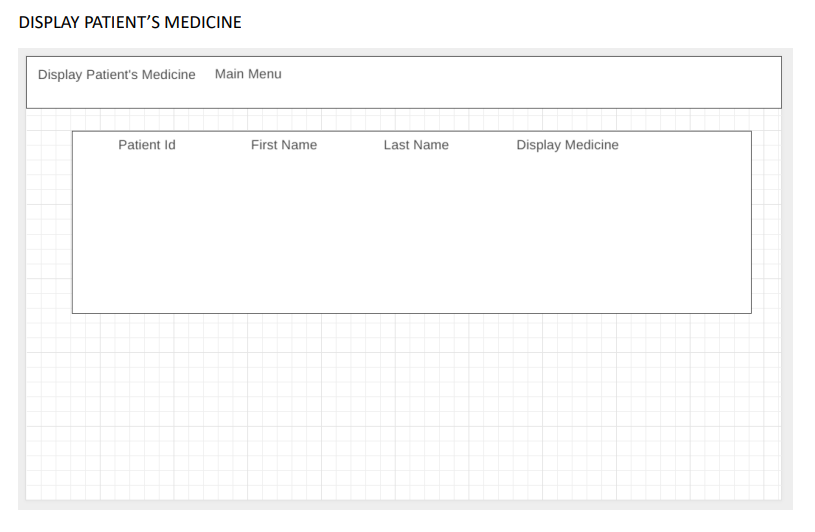 DISPLAY PATIENT’S MEDICINE
Display Patient's Medicine Main Menu
Patient Id First Name Last Name Display Medicine